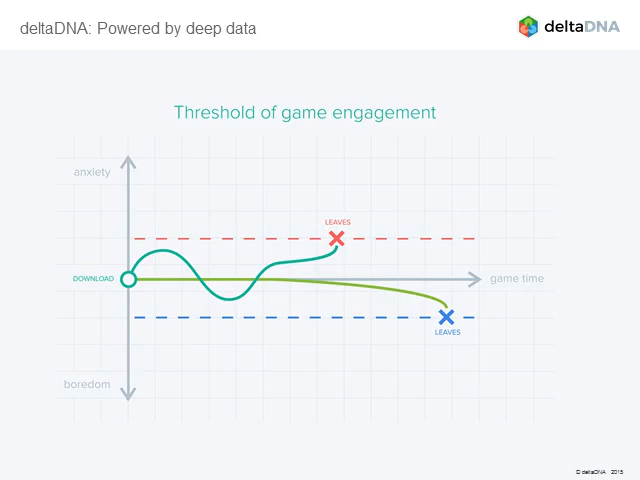 deltaDNA: Powered by deep data
deltaDNA
Threshold of game engagement
anxiety
LEAVES
DOWNLOAD
game time
LEAVES
boredom
© deltaDNA 2015